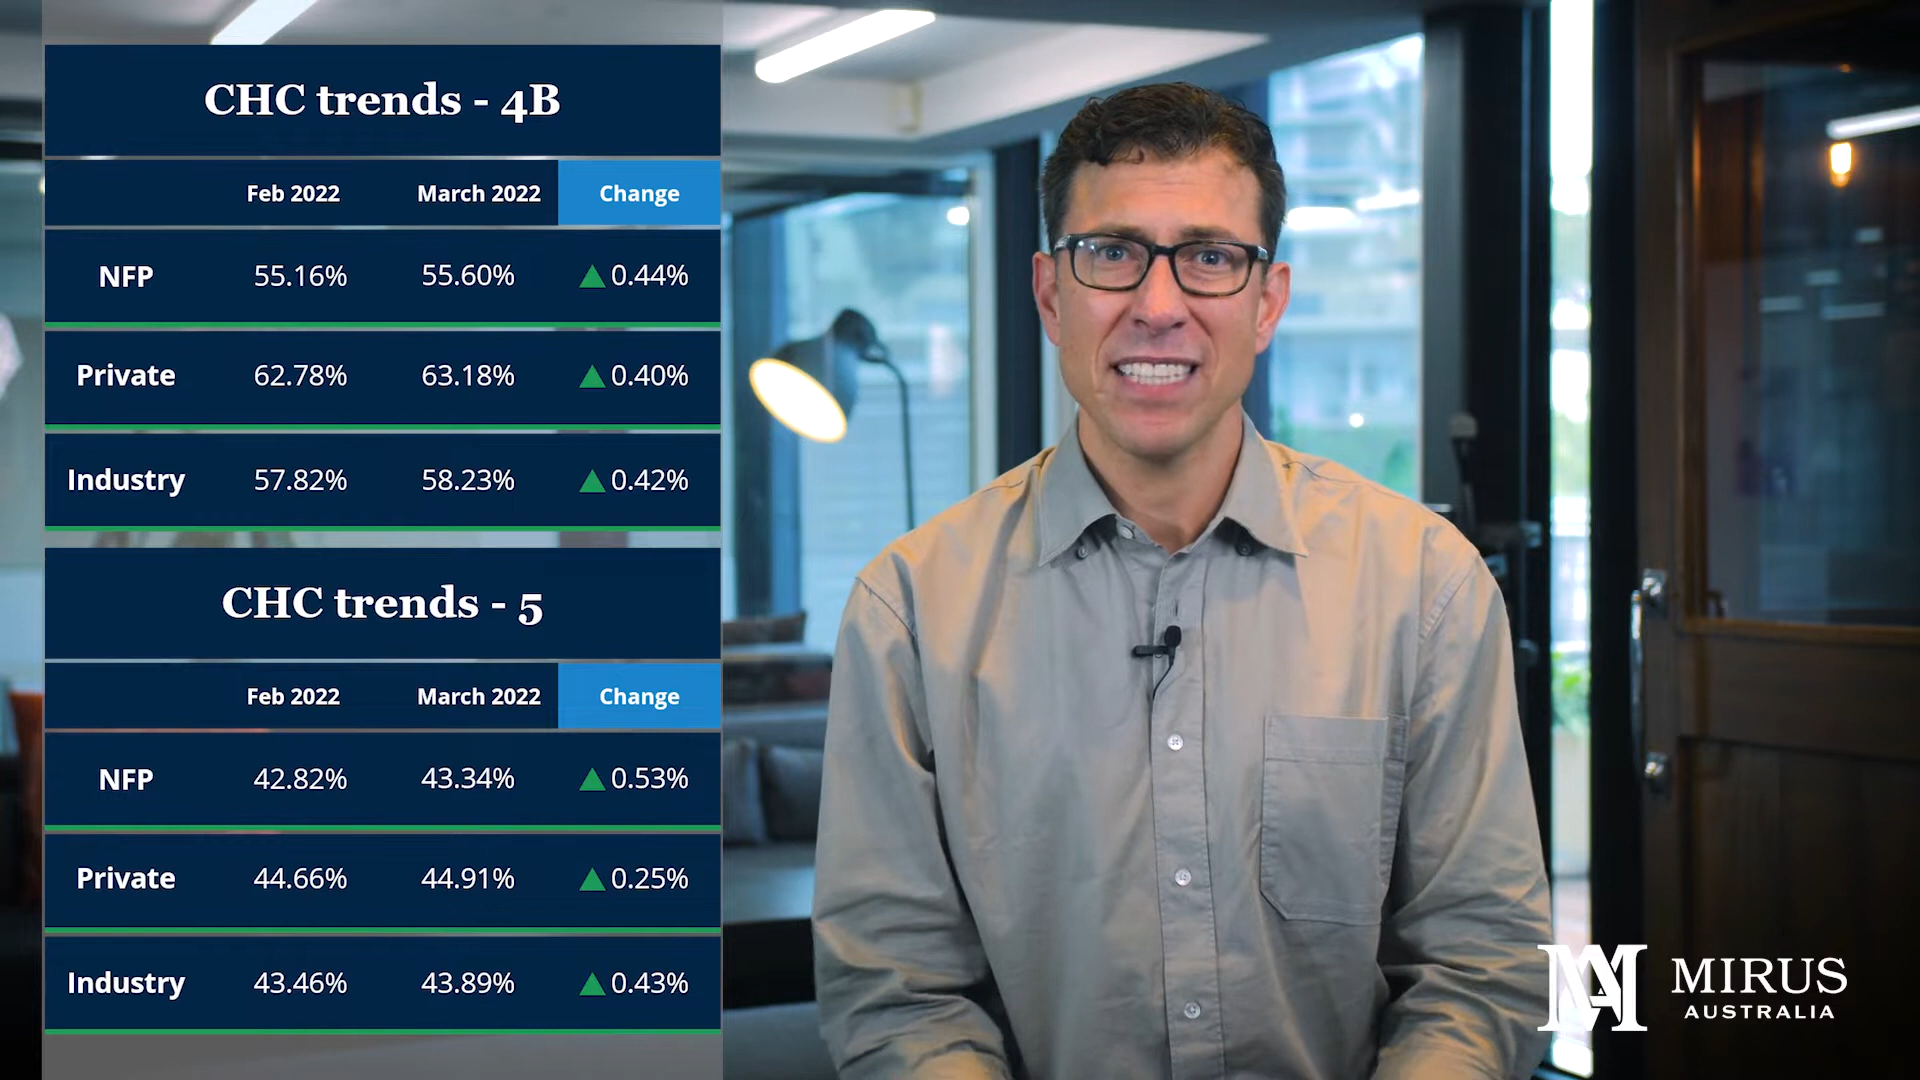 CHC trends - 4B
Feb 2022 March 2022 Change
NFP 55.16% 55.60% ▲ 0.44%
Private 62.78% 63.18% ▲ 0.40%
Industry 57.82% 58.23% ▲ 0.42%
CHC trends - 5
Feb 2022 March 2022 Change
NFP 42.82% 43.34% ▲ 0.53%
Private 44.66% 44.91% ▲ 0.25%
Industry 43.46% 43.89% ▲ 0.43%
MA MIRUS
AUSTRALIA